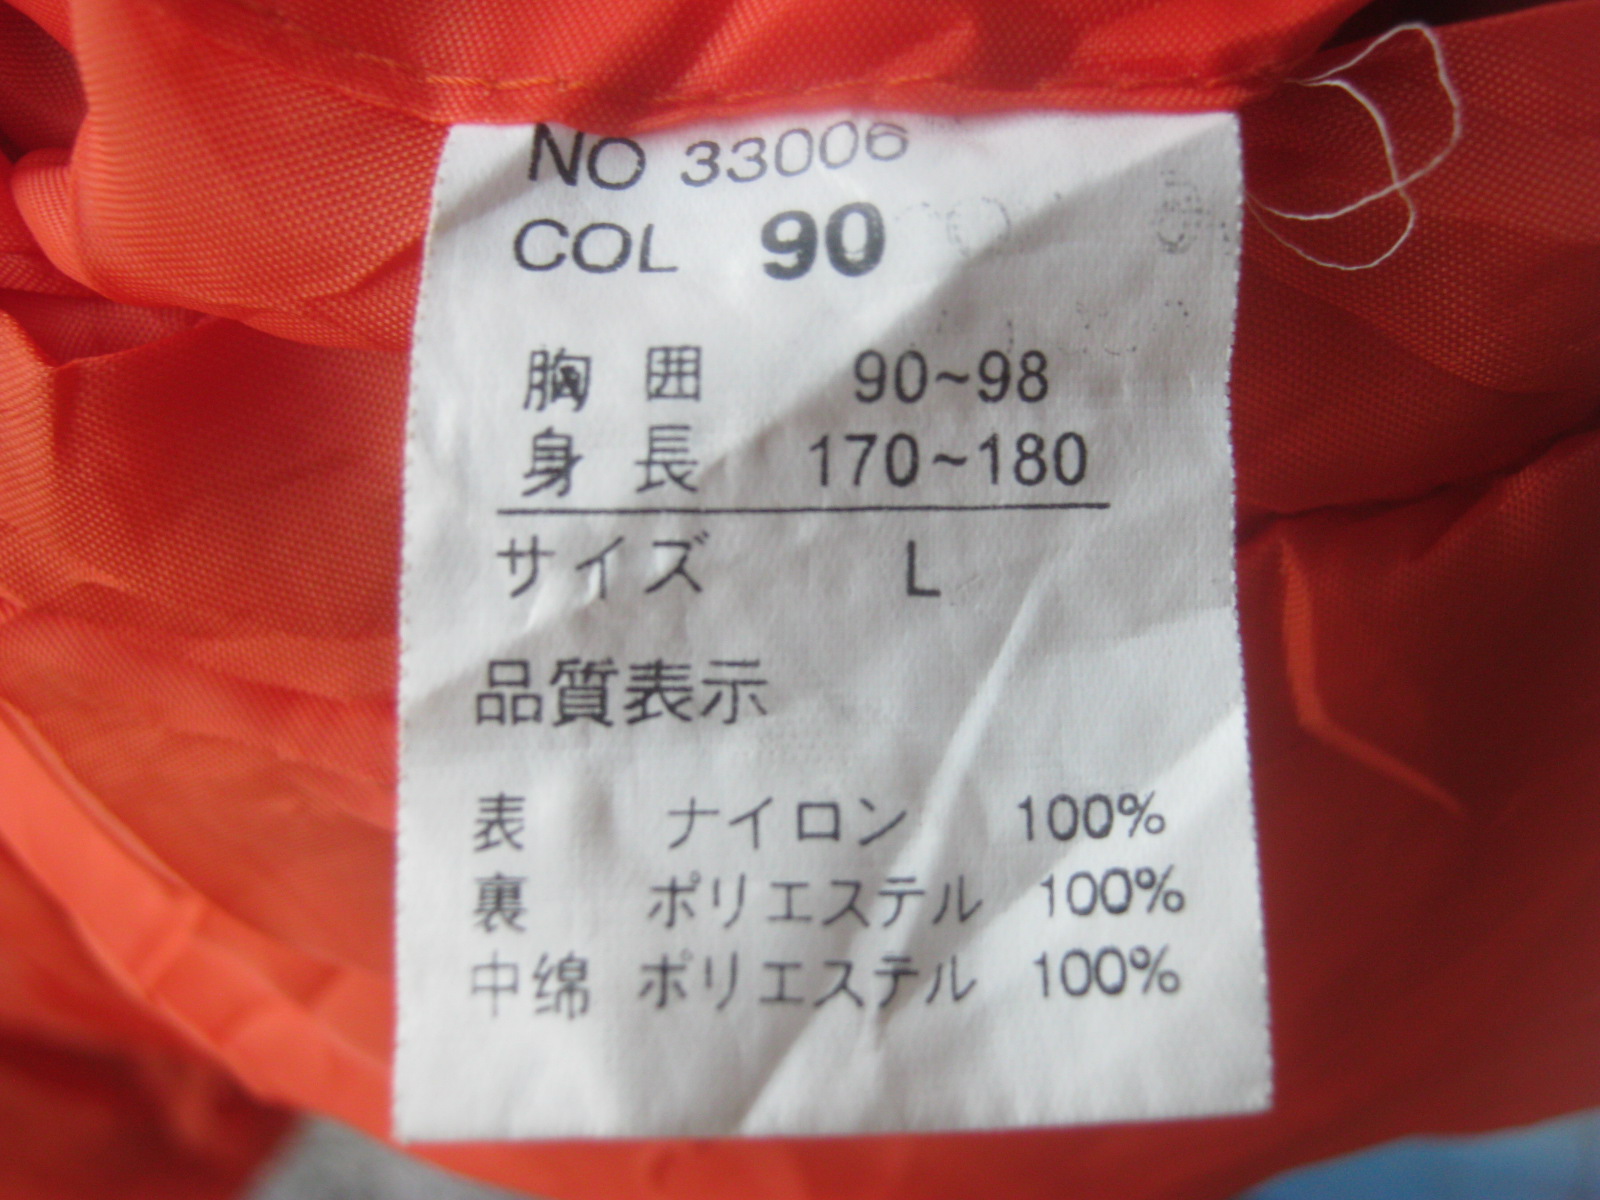 NO 33006
COL 90
胸囲 90~98
身長 170~180
サイズ L
品質表示
表 ナイロン 100%
裏 ポリエステル 100%
中绵 ポリエステル 100%